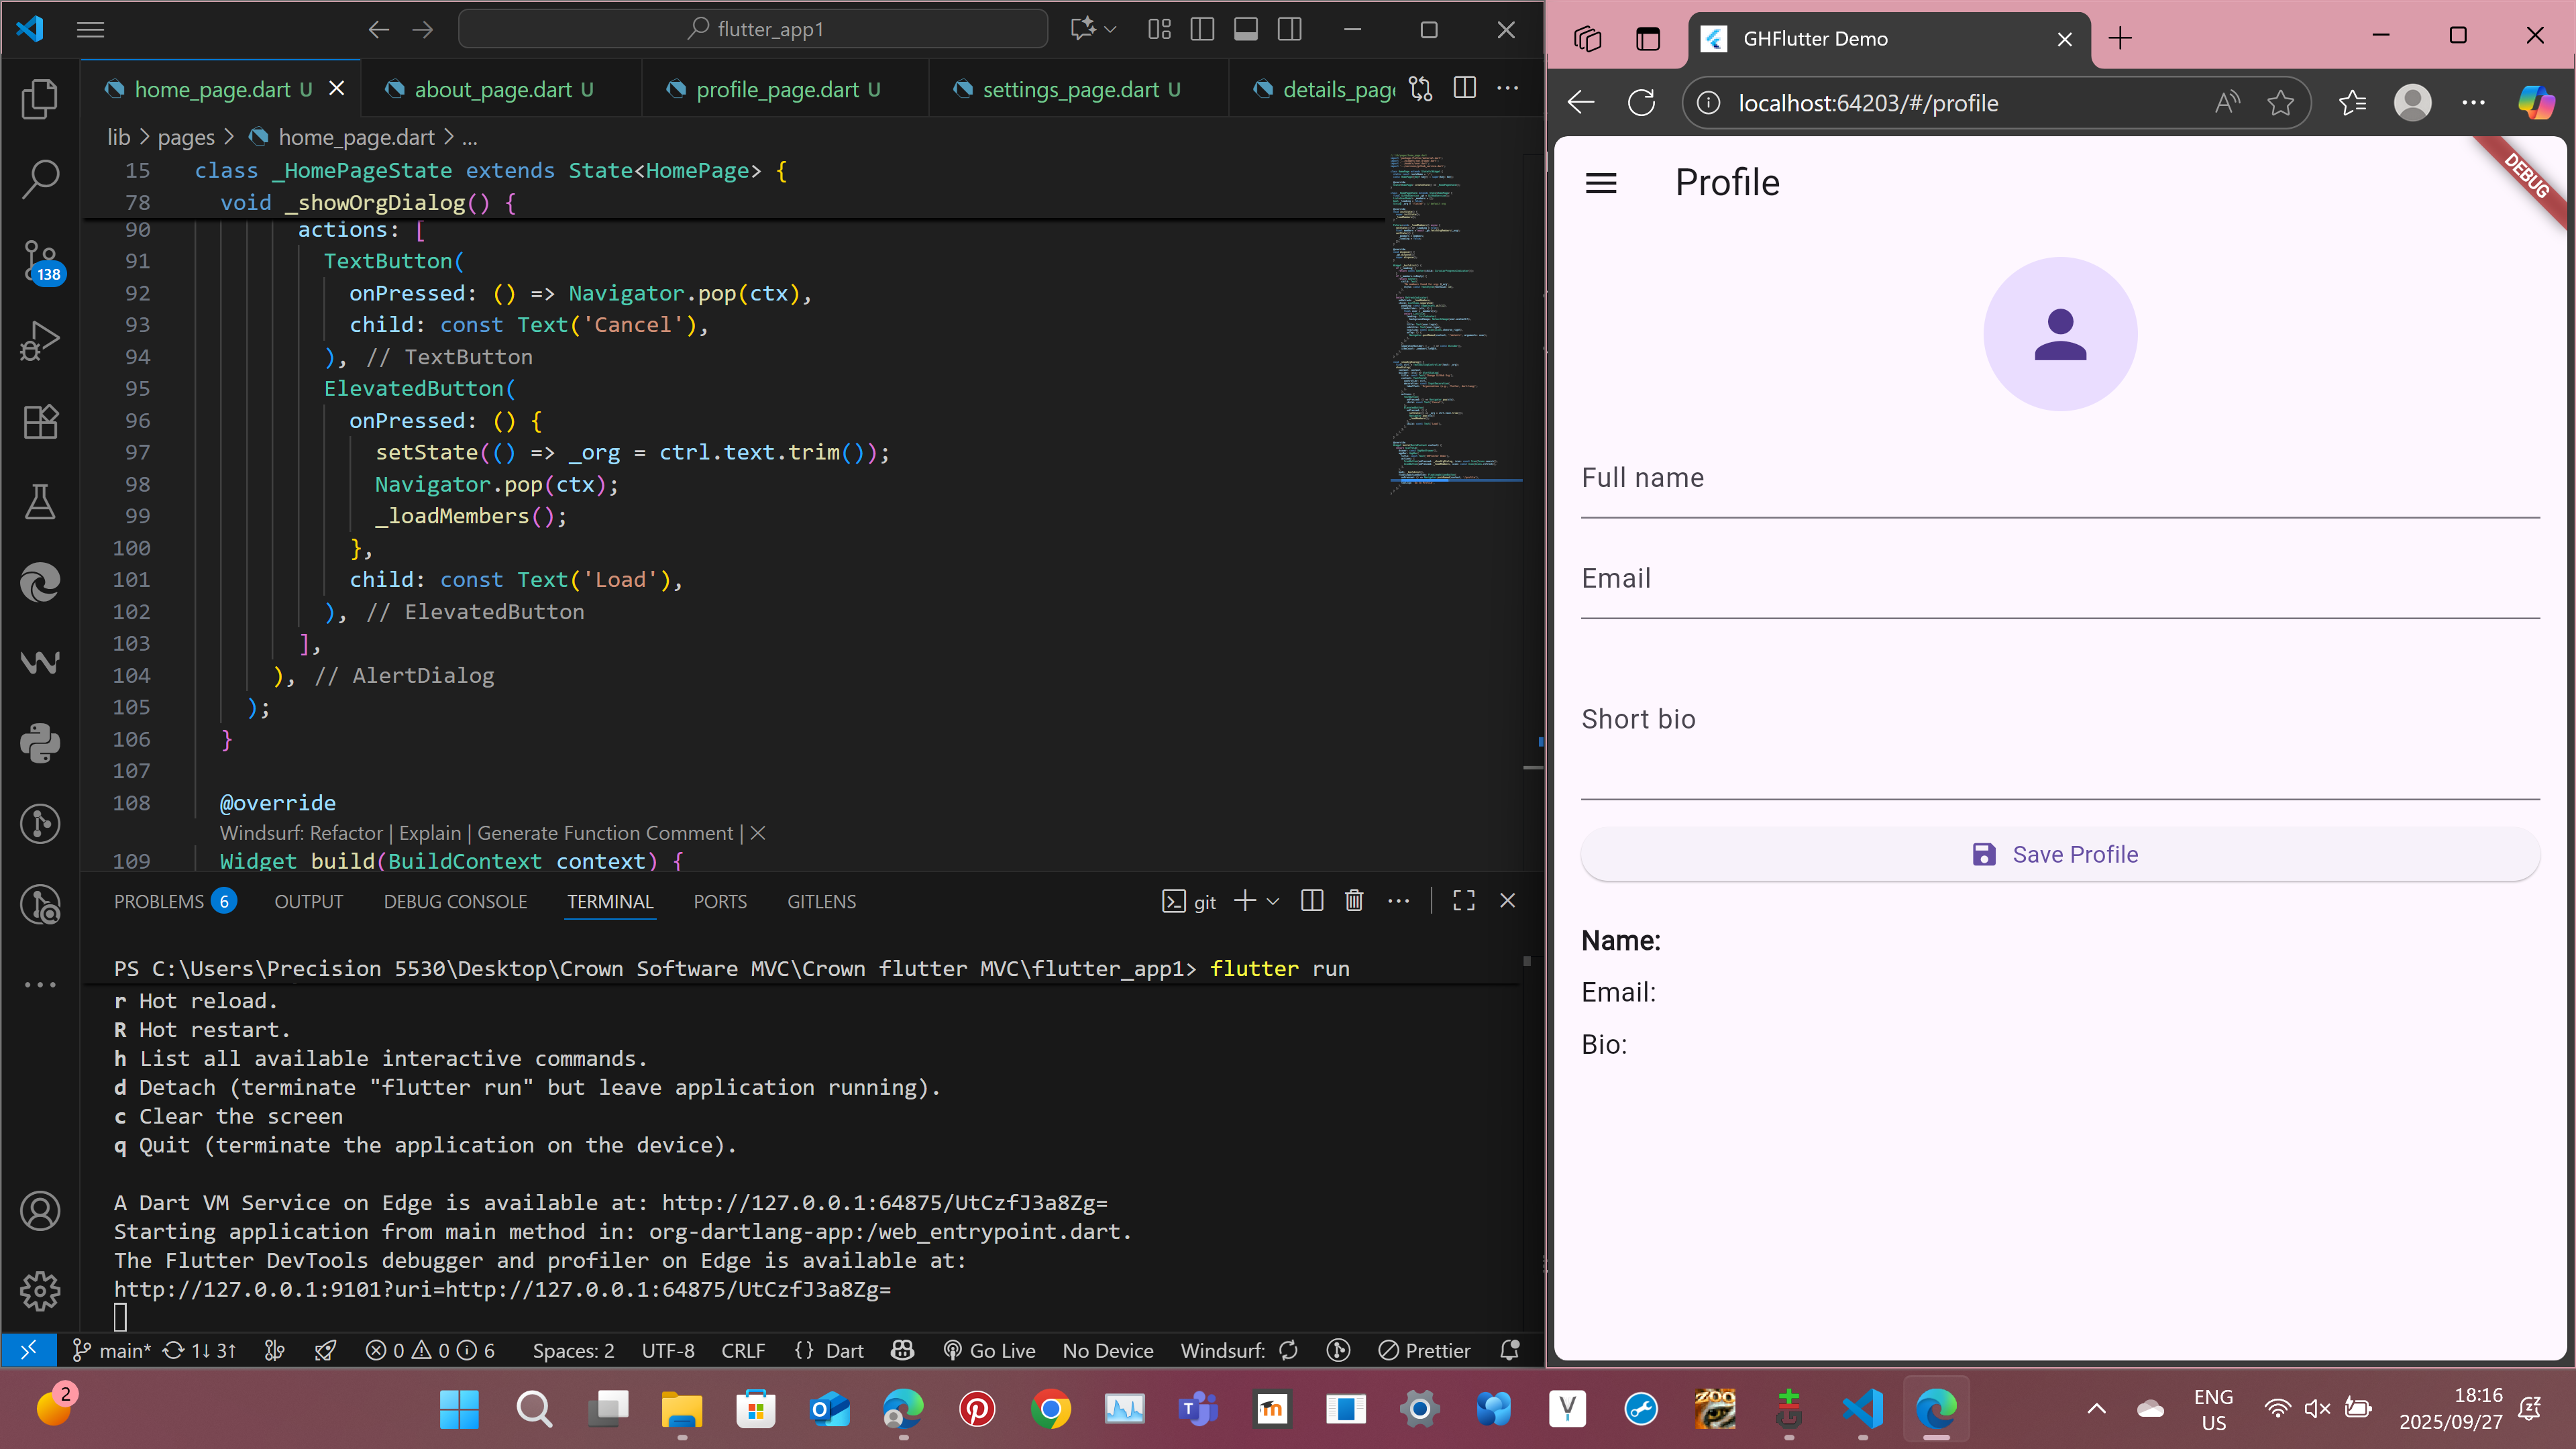 flutter_app1
home_page.dart U
about_page.dart U
profile_page.dart U
settings_page.dart U
details_page
lib > pages > home_page.dart > ...
15 class _HomePageState extends State<HomePage> {
78 void _showOrgDialog() {
90 actions: [
91 TextButton(
92 onPressed: () => Navigator.pop(ctx),
93 child: const Text('Cancel'),
94 ), // TextButton
95 ElevatedButton(
96 onPressed: () {
97 setState(() => _org = ctrl.text.trim());
98 Navigator.pop(ctx);
99 _loadMembers();
100 },
101 child: const Text('Load'),
102 ), // ElevatedButton
103 ],
104 ), // AlertDialog
105 );
106 }
107
108 @override
Windsurf: Refactor | Explain | Generate Function Comment | ×
109 Widget build(BuildContext context) {
138
PROBLEMS 6
OUTPUT
DEBUG CONSOLE
TERMINAL
PORTS
GITLENS
git
PS C:\Users\Precision 5530\Desktop\Crown Software MVC\Crown flutter MVC\flutter_app1> flutter run
r Hot reload.
R Hot restart.
h List all available interactive commands.
d Detach (terminate "flutter run" but leave application running).
c Clear the screen
q Quit (terminate the application on the device).
A Dart VM Service on Edge is available at: http://127.0.0.1:64875/UtCzfJ3a8Zg=
Starting application from main method in: org-dartlang-app:/web_entrypoint.dart.
The Flutter DevTools debugger and profiler on Edge is available at:
http://127.0.0.1:9101?uri=http://127.0.0.1:64875/UtCzfJ3a8Zg=
main* 1↓ 3↑ 0 0 6 Spaces: 2 UTF-8 CRLF {} Dart Go Live No Device Windsurf: Prettier
GHFlutter Demo
localhost:64203/#/profile
DEBUG
Profile
Full name
Email
Short bio
Save Profile
Name:
Email:
Bio:
2
ZOO
ENG
US
18:16
2025/09/27